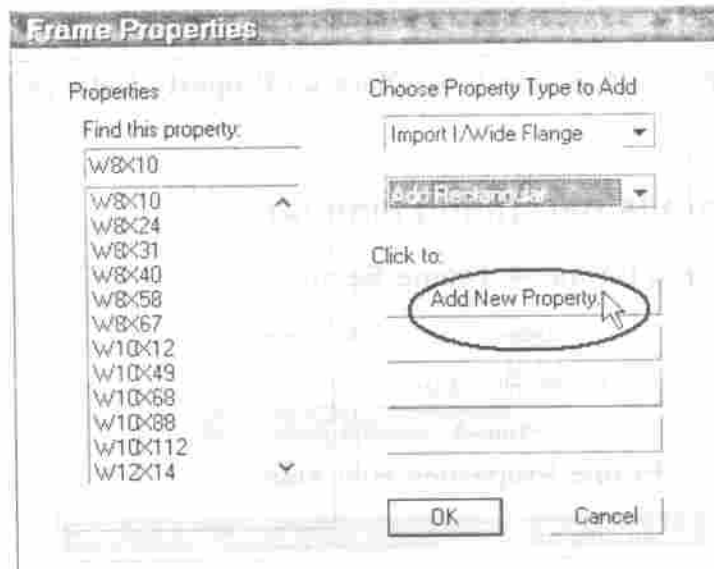 Frame Properties
Properties
Find this property:
W8X10
W8X10
W8X24
W8X31
W8X40
W8X58
W8X67
W10X12
W10X49
W10X68
W10X88
W10X112
W12X14
Choose Property Type to Add
Import I/Wide Flange
Add Rectangular
Click to:
Add New Property.
OK
Cancel